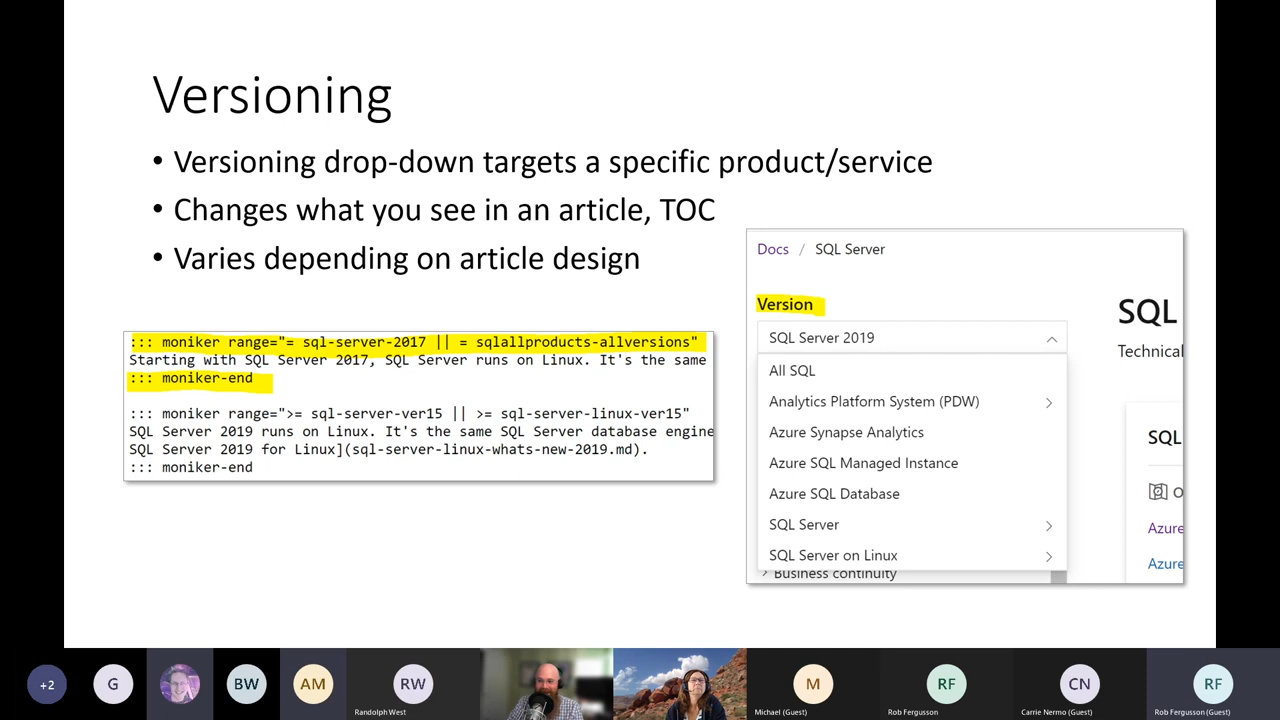 Versioning
• Versioning drop-down targets a specific product/service
• Changes what you see in an article, TOC
• Varies depending on article design
::: moniker range="= sql-server-2017 || = sqlallproducts-allversions"
Starting with SQL Server 2017, SQL Server runs on Linux. It's the same
::: moniker-end
::: moniker range=">= sql-server-ver15 || >= sql-server-linux-ver15"
SQL Server 2019 runs on Linux. It's the same SQL Server database engine
SQL Server 2019 for Linux](sql-server-linux-whats-new-2019.md).
::: moniker-end
Docs / SQL Server
Version
SQL Server 2019
All SQL
Analytics Platform System (PDW)
Azure Synapse Analytics
Azure SQL Managed Instance
Azure SQL Database
SQL Server
SQL Server on Linux
Business continuity
SQL
Technical
SQL
O
Azure
Azure
+2
G
BW
AM
RW
Randolph West
M
Michael (Guest)
RF
Rob Fergusson
CN
Carrie Nermo (Guest)
RF
Rob Fergusson (Guest)